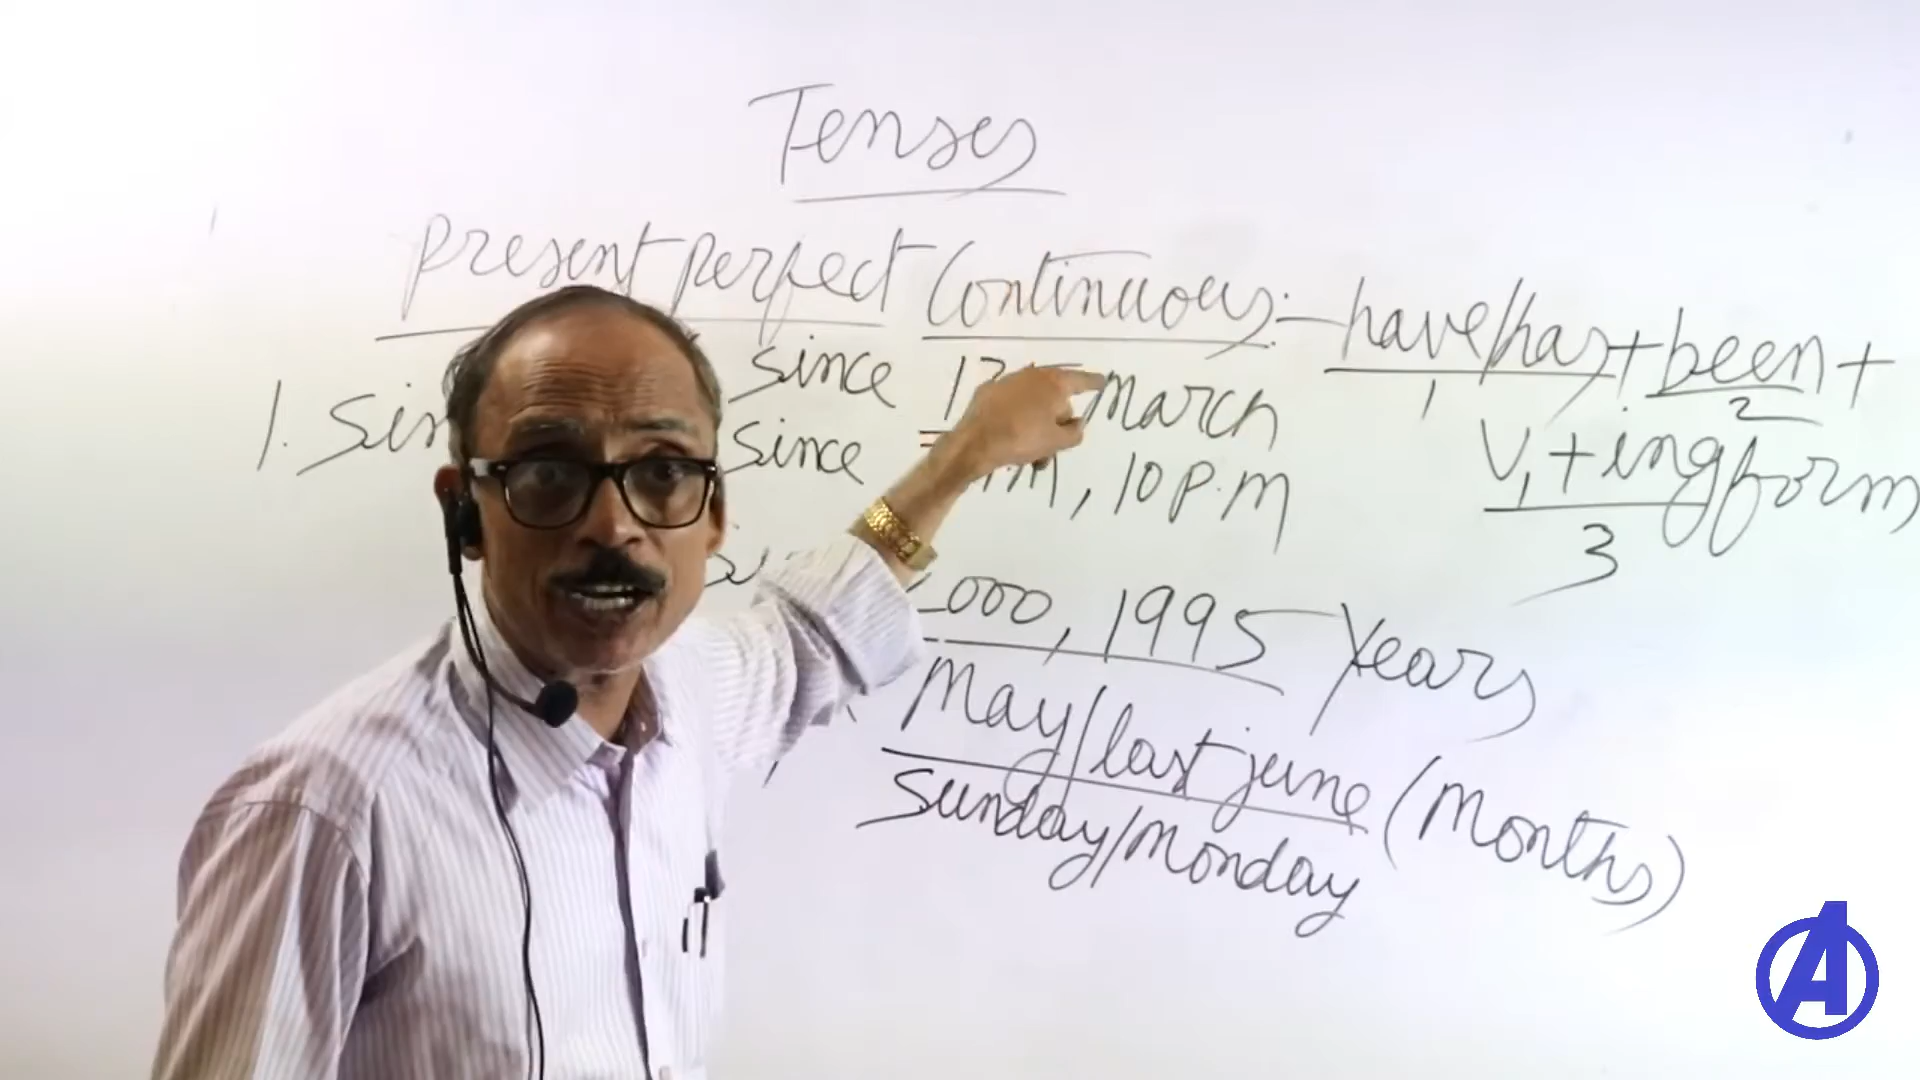 Tenses
present perfect Continuous :- have/has + been +
1 2
1. since 17 March
V1 + ing form
3
since A.M, 10 P.M
2000, 1995 Years
May/last june (Months)
Sunday/Monday